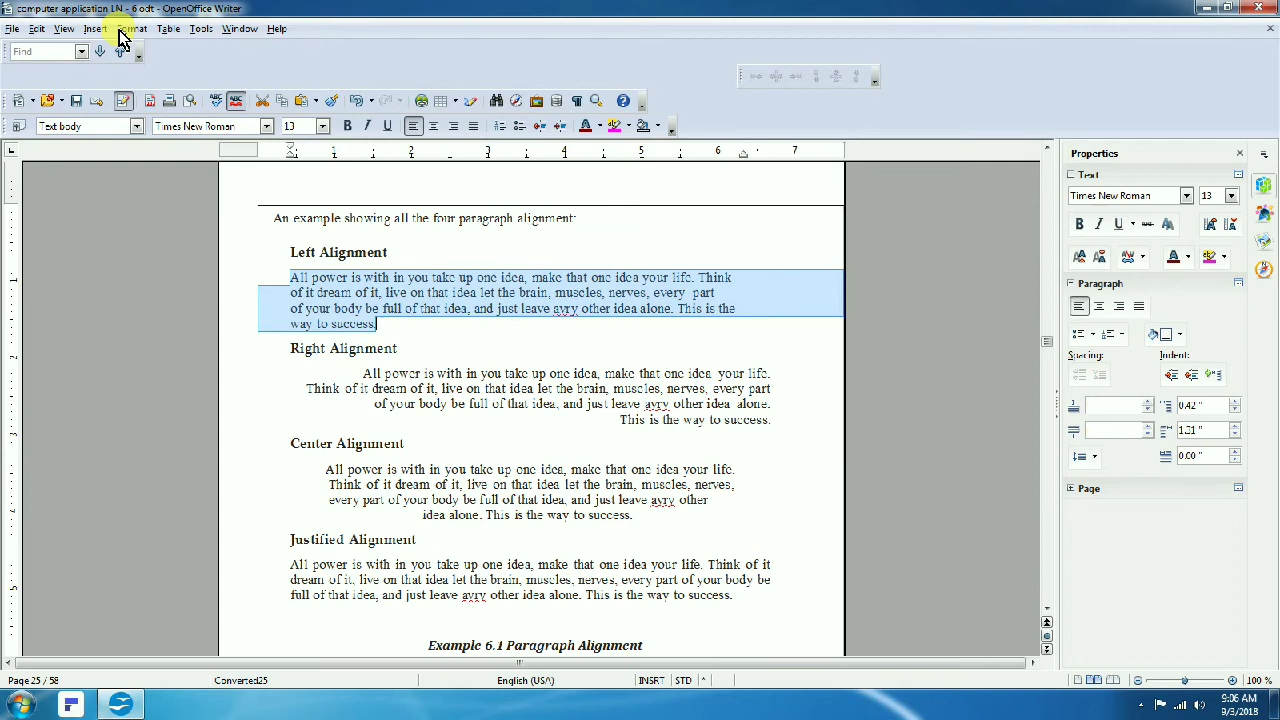 computer application LN - 6.odt - OpenOffice Writer
File Edit View Insert Format Table Tools Window Help
Find
Text body Times New Roman 13
1 2 3 4 5 6 7
Properties
Text
Times New Roman 13
Paragraph
Spacing: Indent:
0.42 "
1.31 "
0.00 "
Page
An example showing all the four paragraph alignment:
Left Alignment
All power is with in you take up one idea, make that one idea your life. Think
of it dream of it, live on that idea let the brain, muscles, nerves, every part
of your body be full of that idea, and just leave ayry other idea alone. This is the
way to success.
Right Alignment
All power is with in you take up one idea, make that one idea your life.
Think of it dream of it, live on that idea let the brain, muscles, nerves, every part
of your body be full of that idea, and just leave ayry other idea alone.
This is the way to success.
Center Alignment
All power is with in you take up one idea, make that one idea your life.
Think of it dream of it, live on that idea let the brain, muscles, nerves,
every part of your body be full of that idea, and just leave ayry other
idea alone. This is the way to success.
Justified Alignment
All power is with in you take up one idea, make that one idea your life. Think of it
dream of it, live on that idea let the brain, muscles, nerves, every part of your body be
full of that idea, and just leave ayry other idea alone. This is the way to success.
Example 6.1 Paragraph Alignment
Page 25 / 58 Converted25 English (USA) INSRT STD * 100 %
9:06 AM
9/3/2018